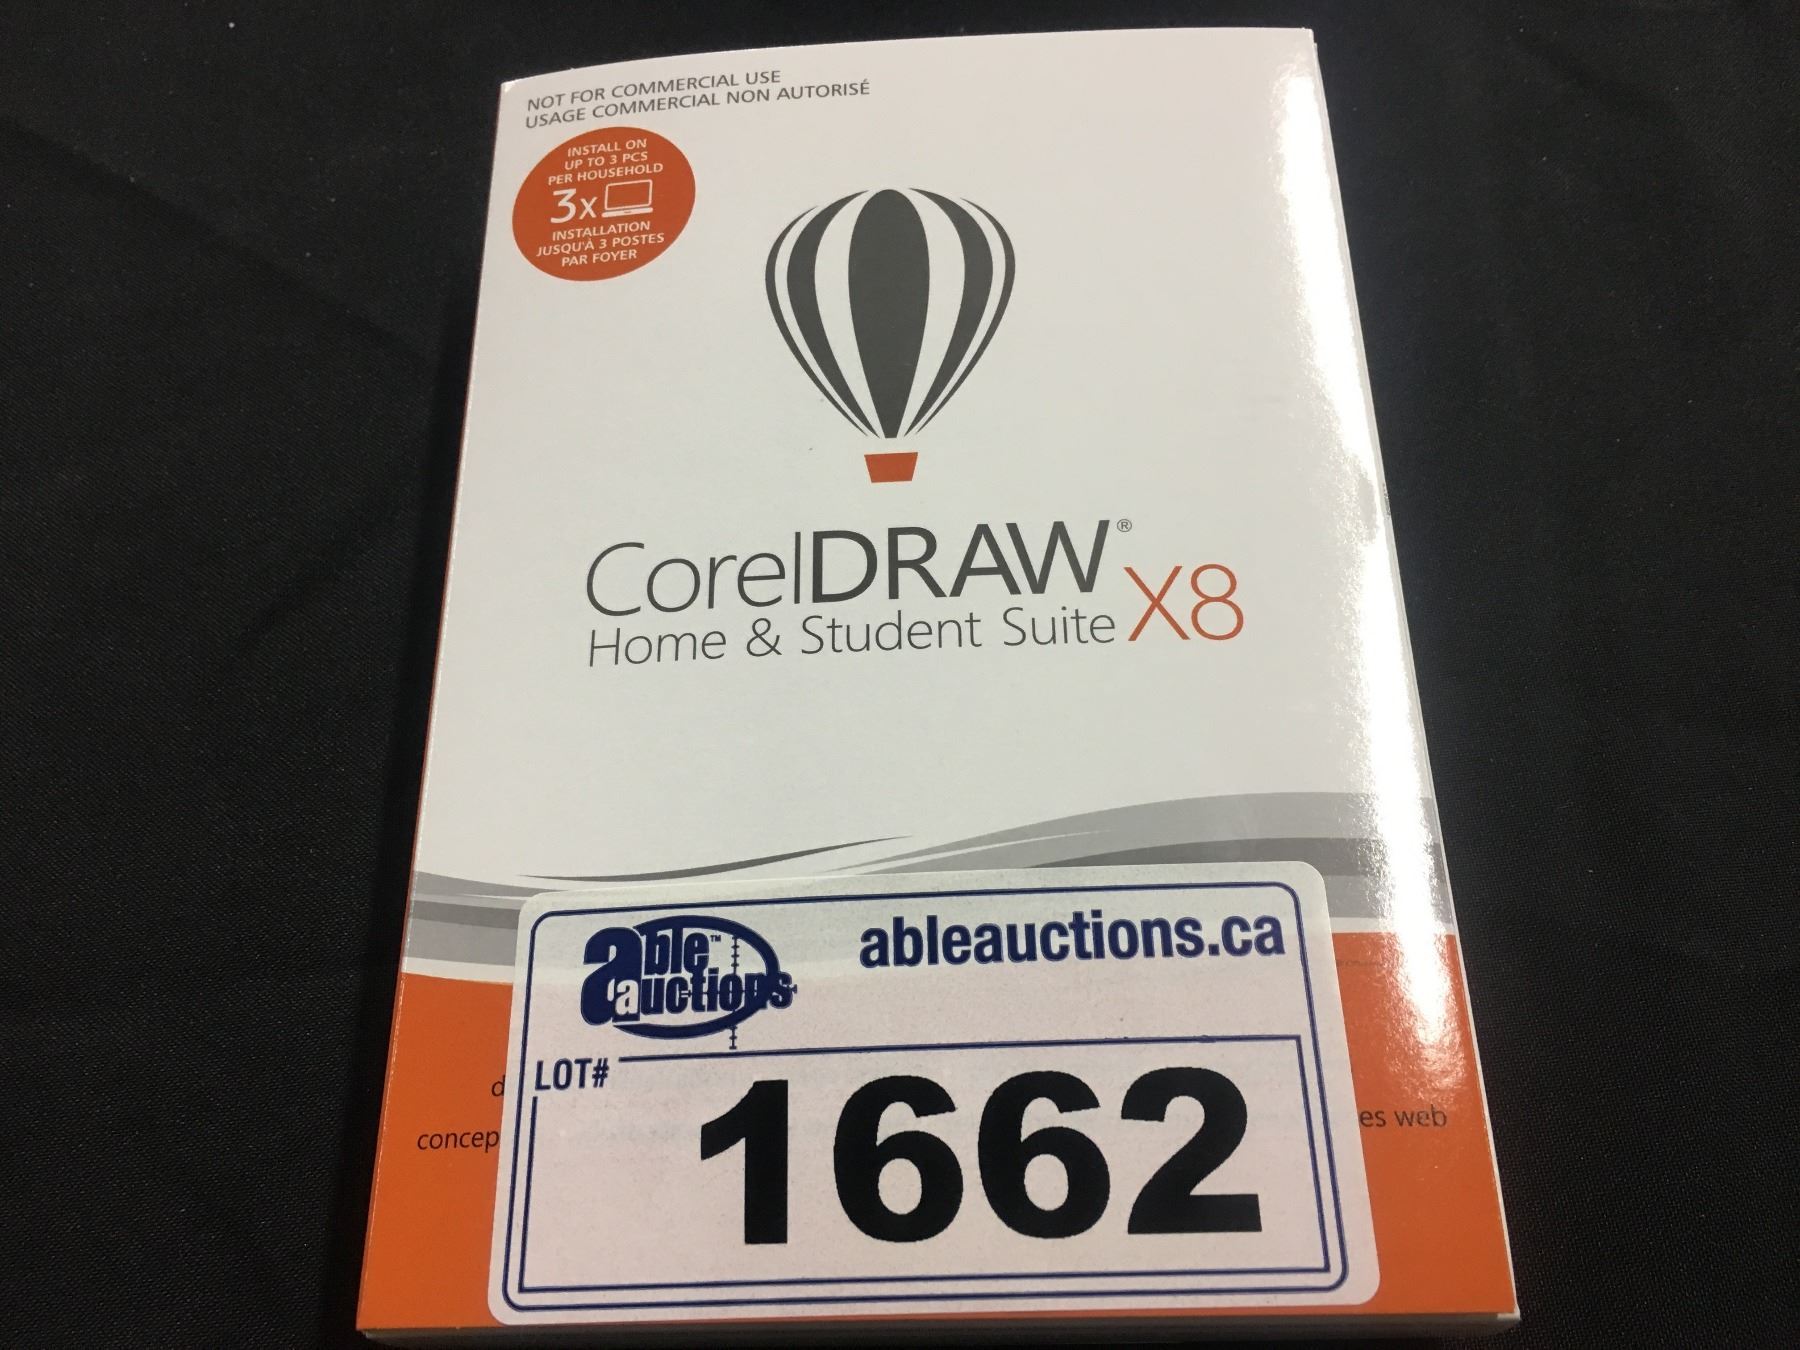 NOT FOR COMMERCIAL USE
USAGE COMMERCIAL NON AUTORISÉ
INSTALL ON
UP TO 3 PCS
PER HOUSEHOLD
3x
INSTALLATION
JUSQU'À 3 POSTES
PAR FOYER
CorelDRAW®
Home & Student Suite X8
able™
auctions
ableauctions.ca
LOT#
1662
d
concep
es web